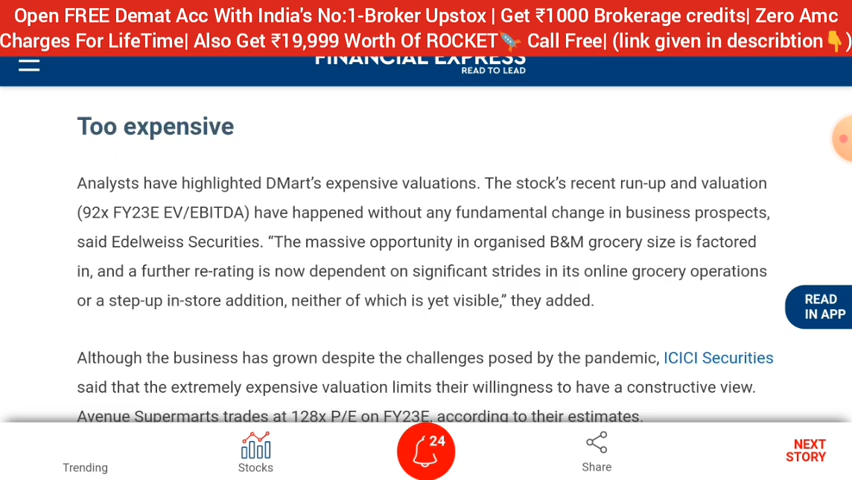 Open FREE Demat Acc With India's No:1-Broker Upstox | Get ₹1000 Brokerage credits| Zero Amc
Charges For LifeTime| Also Get ₹19,999 Worth Of ROCKET🚀 Call Free| (link given in describtion👇)
FINANCIAL EXPRESS
READ TO LEAD
Too expensive
Analysts have highlighted DMart's expensive valuations. The stock's recent run-up and valuation
(92x FY23E EV/EBITDA) have happened without any fundamental change in business prospects,
said Edelweiss Securities. “The massive opportunity in organised B&M grocery size is factored
in, and a further re-rating is now dependent on significant strides in its online grocery operations
or a step-up in-store addition, neither of which is yet visible,” they added.
READ
IN APP
Although the business has grown despite the challenges posed by the pandemic, ICICI Securities
said that the extremely expensive valuation limits their willingness to have a constructive view.
Avenue Supermarts trades at 128x P/E on FY23E, according to their estimates.
Trending
Stocks
24
Share
NEXT
STORY